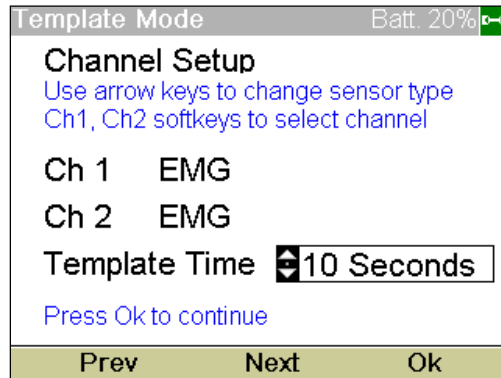 Template Mode Batt. 20%
Channel Setup
Use arrow keys to change sensor type
Ch1, Ch2 softkeys to select channel
Ch 1 EMG
Ch 2 EMG
Template Time 10 Seconds
Press Ok to continue
Prev Next Ok